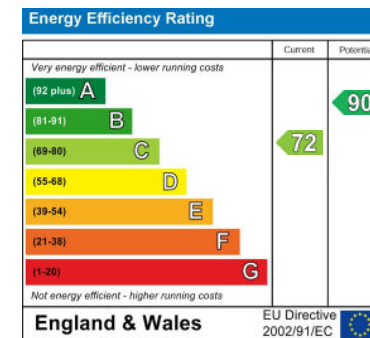 Energy Efficiency Rating
Current Potentia
Very energy efficient - lower running costs
(92 plus) A
(81-91) B
(69-80) C
(55-68) D
(39-54) E
(21-38) F
(1-20) G
72
90
Not energy efficient - higher running costs
England & Wales
EU Directive
2002/91/EC